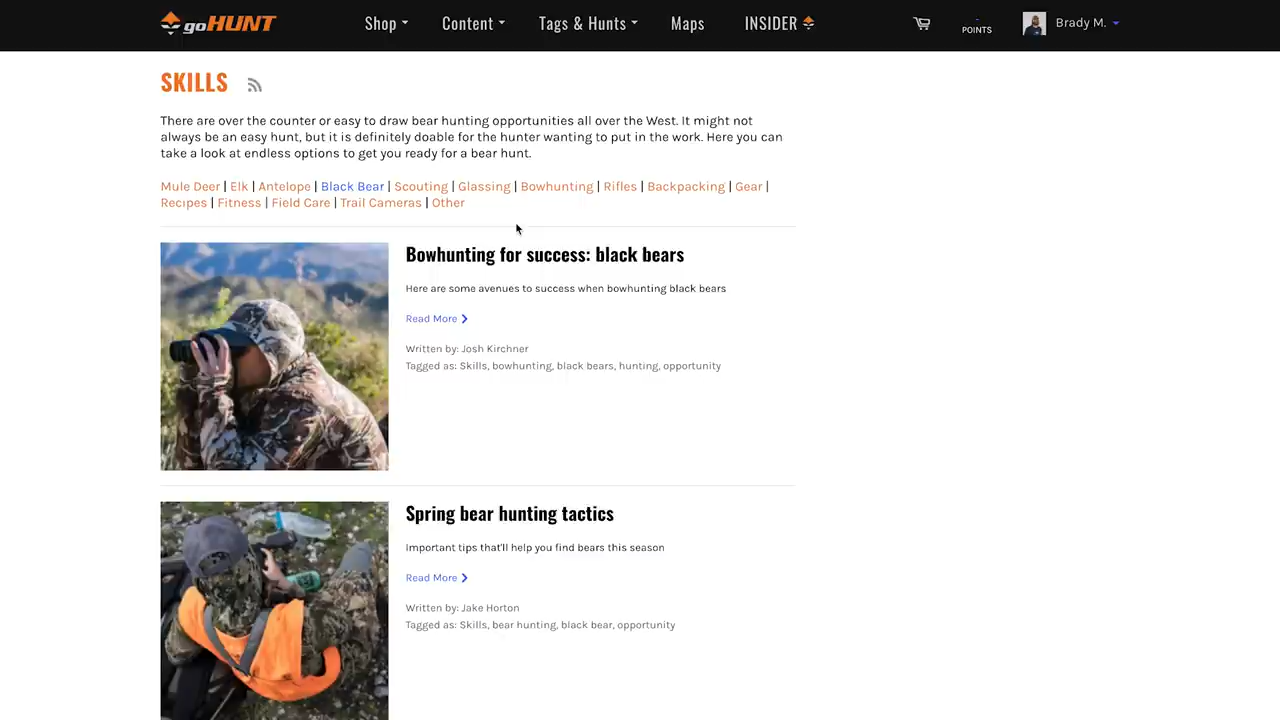 goHUNT
Shop
Content
Tags & Hunts
Maps
INSIDER
-
POINTS
Brady M.
SKILLS
There are over the counter or easy to draw bear hunting opportunities all over the West. It might not
always be an easy hunt, but it is definitely doable for the hunter wanting to put in the work. Here you can
take a look at endless options to get you ready for a bear hunt.
Mule Deer | Elk | Antelope | Black Bear | Scouting | Glassing | Bowhunting | Rifles | Backpacking | Gear |
Recipes | Fitness | Field Care | Trail Cameras | Other
Bowhunting for success: black bears
Here are some avenues to success when bowhunting black bears
Read More
Written by: Josh Kirchner
Tagged as: Skills, bowhunting, black bears, hunting, opportunity
Spring bear hunting tactics
Important tips that'll help you find bears this season
Read More
Written by: Jake Horton
Tagged as: Skills, bear hunting, black bear, opportunity